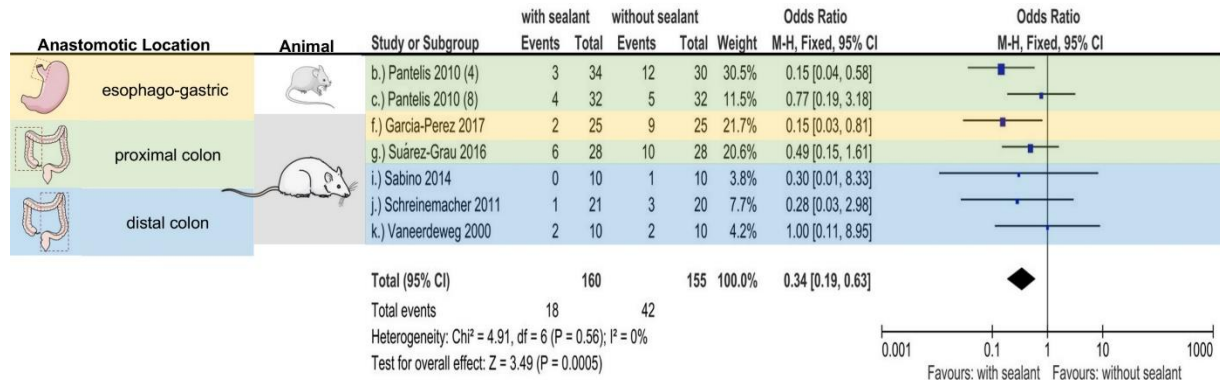 with sealant without sealant Odds Ratio Odds Ratio
Anastomotic Location Animal Study or Subgroup Events Total Events Total Weight M-H, Fixed, 95% CI M-H, Fixed, 95% CI
b.) Pantelis 2010 (4) 3 34 12 30 30.5% 0.15 [0.04, 0.58]
esophago-gastric
c.) Pantelis 2010 (8) 4 32 5 32 11.5% 0.77 [0.19, 3.18]
f.) Garcia-Perez 2017 2 25 9 25 21.7% 0.15 [0.03, 0.81]
proximal colon
g.) Suárez-Grau 2016 6 28 10 28 20.6% 0.49 [0.15, 1.61]
i.) Sabino 2014 0 10 1 10 3.8% 0.30 [0.01, 8.33]
distal colon
j.) Schreinemacher 2011 1 21 3 20 7.7% 0.28 [0.03, 2.98]
k.) Vaneerdeweg 2000 2 10 2 10 4.2% 1.00 [0.11, 8.95]
Total (95% CI) 160 155 100.0% 0.34 [0.19, 0.63]
Total events 18 42
Heterogeneity: Chi² = 4.91, df = 6 (P = 0.56); I² = 0%
Test for overall effect: Z = 3.49 (P = 0.0005)
0.001 0.1 1 10 1000
Favours: with sealant Favours: without sealant